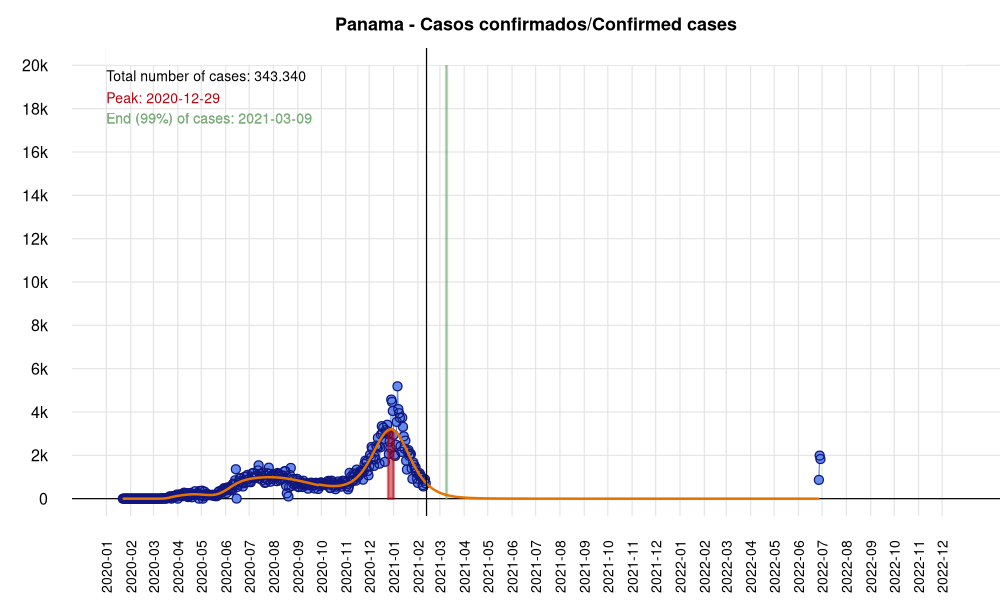 Panama - Casos confirmados/Confirmed cases
Total number of cases: 343.340
Peak: 2020-12-29
End (99%) of cases: 2021-03-09
20k
18k
16k
14k
12k
10k
8k
6k
4k
2k
0
2020-01
2020-02
2020-03
2020-04
2020-05
2020-06
2020-07
2020-08
2020-09
2020-10
2020-11
2020-12
2021-01
2021-02
2021-03
2021-04
2021-05
2021-06
2021-07
2021-08
2021-09
2021-10
2021-11
2021-12
2022-01
2022-02
2022-03
2022-04
2022-05
2022-06
2022-07
2022-08
2022-09
2022-10
2022-11
2022-12